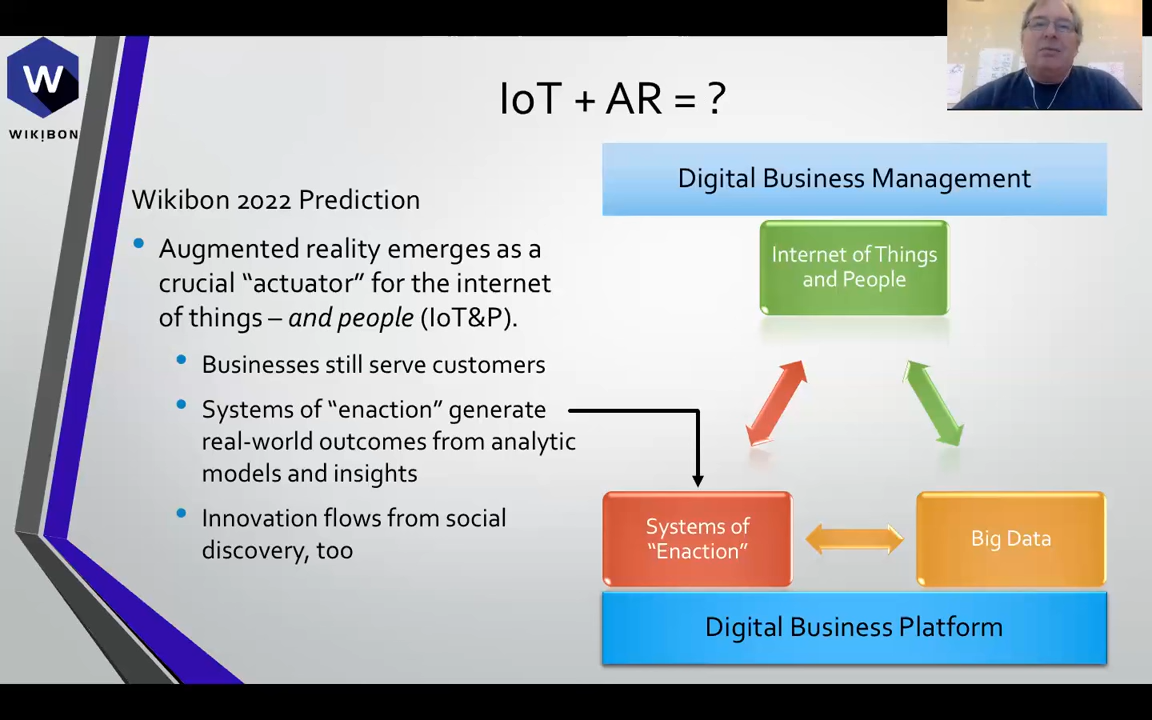 W
WIKIBON
IoT + AR = ?
Wikibon 2022 Prediction
Augmented reality emerges as a
crucial “actuator” for the internet
of things – and people (IoT&P).
Businesses still serve customers
Systems of “enaction” generate
real-world outcomes from analytic
models and insights
Innovation flows from social
discovery, too
Digital Business Management
Internet of Things
and People
Systems of
“Enaction”
Big Data
Digital Business Platform